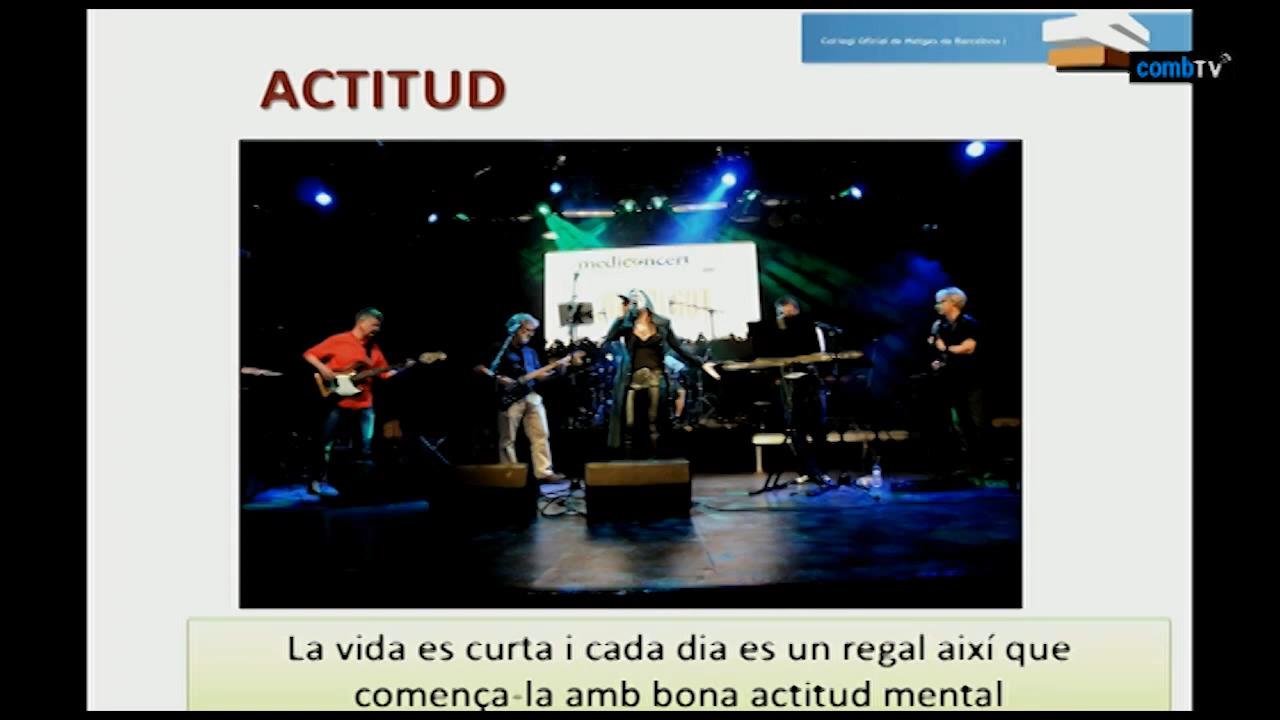 Col·legi Oficial de Metges de Barcelona
combTV
ACTITUD
mediconcert
La vida es curta i cada dia es un regal així que
comença-la amb bona actitud mental